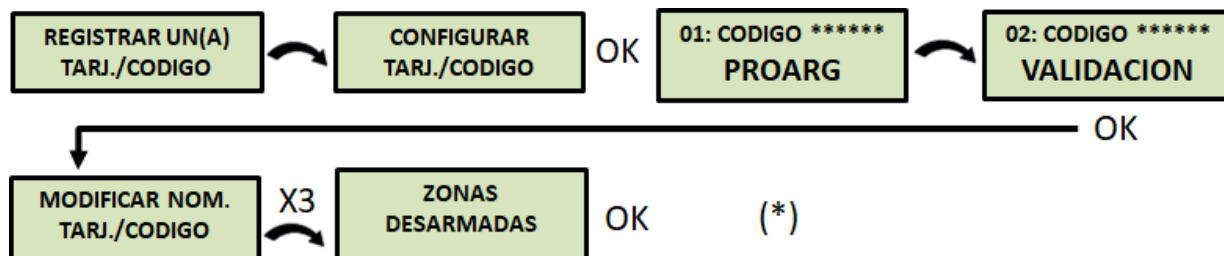 REGISTRAR UN(A)
TARJ./CODIGO
CONFIGURAR
TARJ./CODIGO
OK
01: CODIGO ******
PROARG
02: CODIGO ******
VALIDACION
OK
MODIFICAR NOM.
TARJ./CODIGO
X3
ZONAS
DESARMADAS
OK
(*)